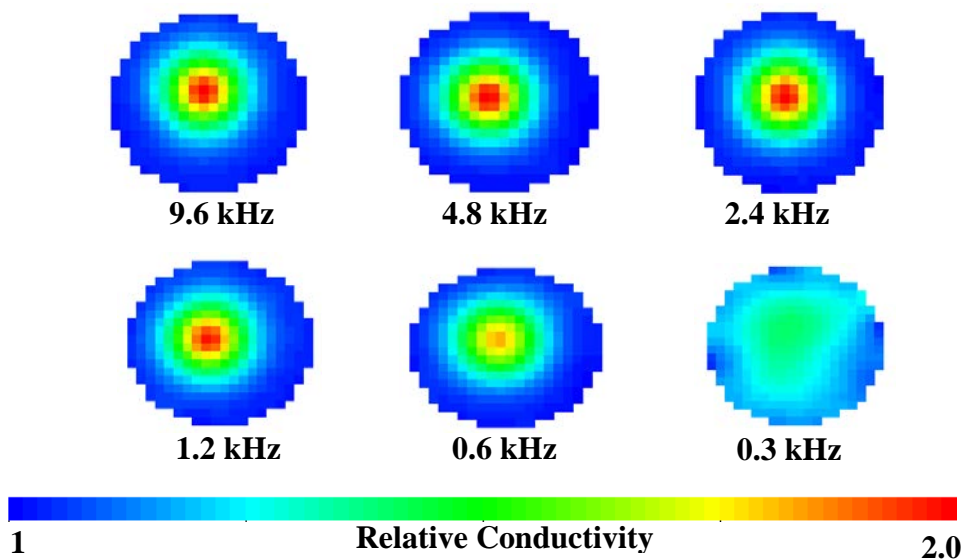 9.6 kHz 4.8 kHz 2.4 kHz
1.2 kHz 0.6 kHz 0.3 kHz
1 Relative Conductivity 2.0